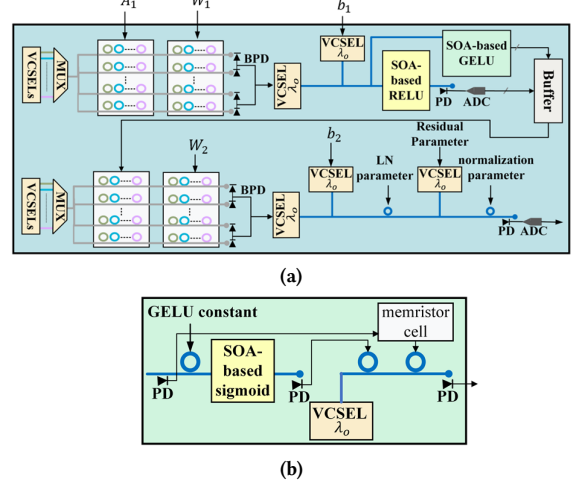 A₁
W₁
b₁
VCSELs
MUX
BPD
VCSEL
λₒ
VCSEL
λₒ
SOA-based
GELU
SOA-
based
RELU
PD
ADC
Buffer
W₂
b₂
Residual
Parameter
LN
parameter
normalization
parameter
VCSELs
MUX
BPD
VCSEL
λₒ
VCSEL
λₒ
VCSEL
λₒ
PD
ADC
(a)
GELU constant
memristor
cell
SOA-
based
sigmoid
PD
PD
VCSEL
λₒ
PD
(b)